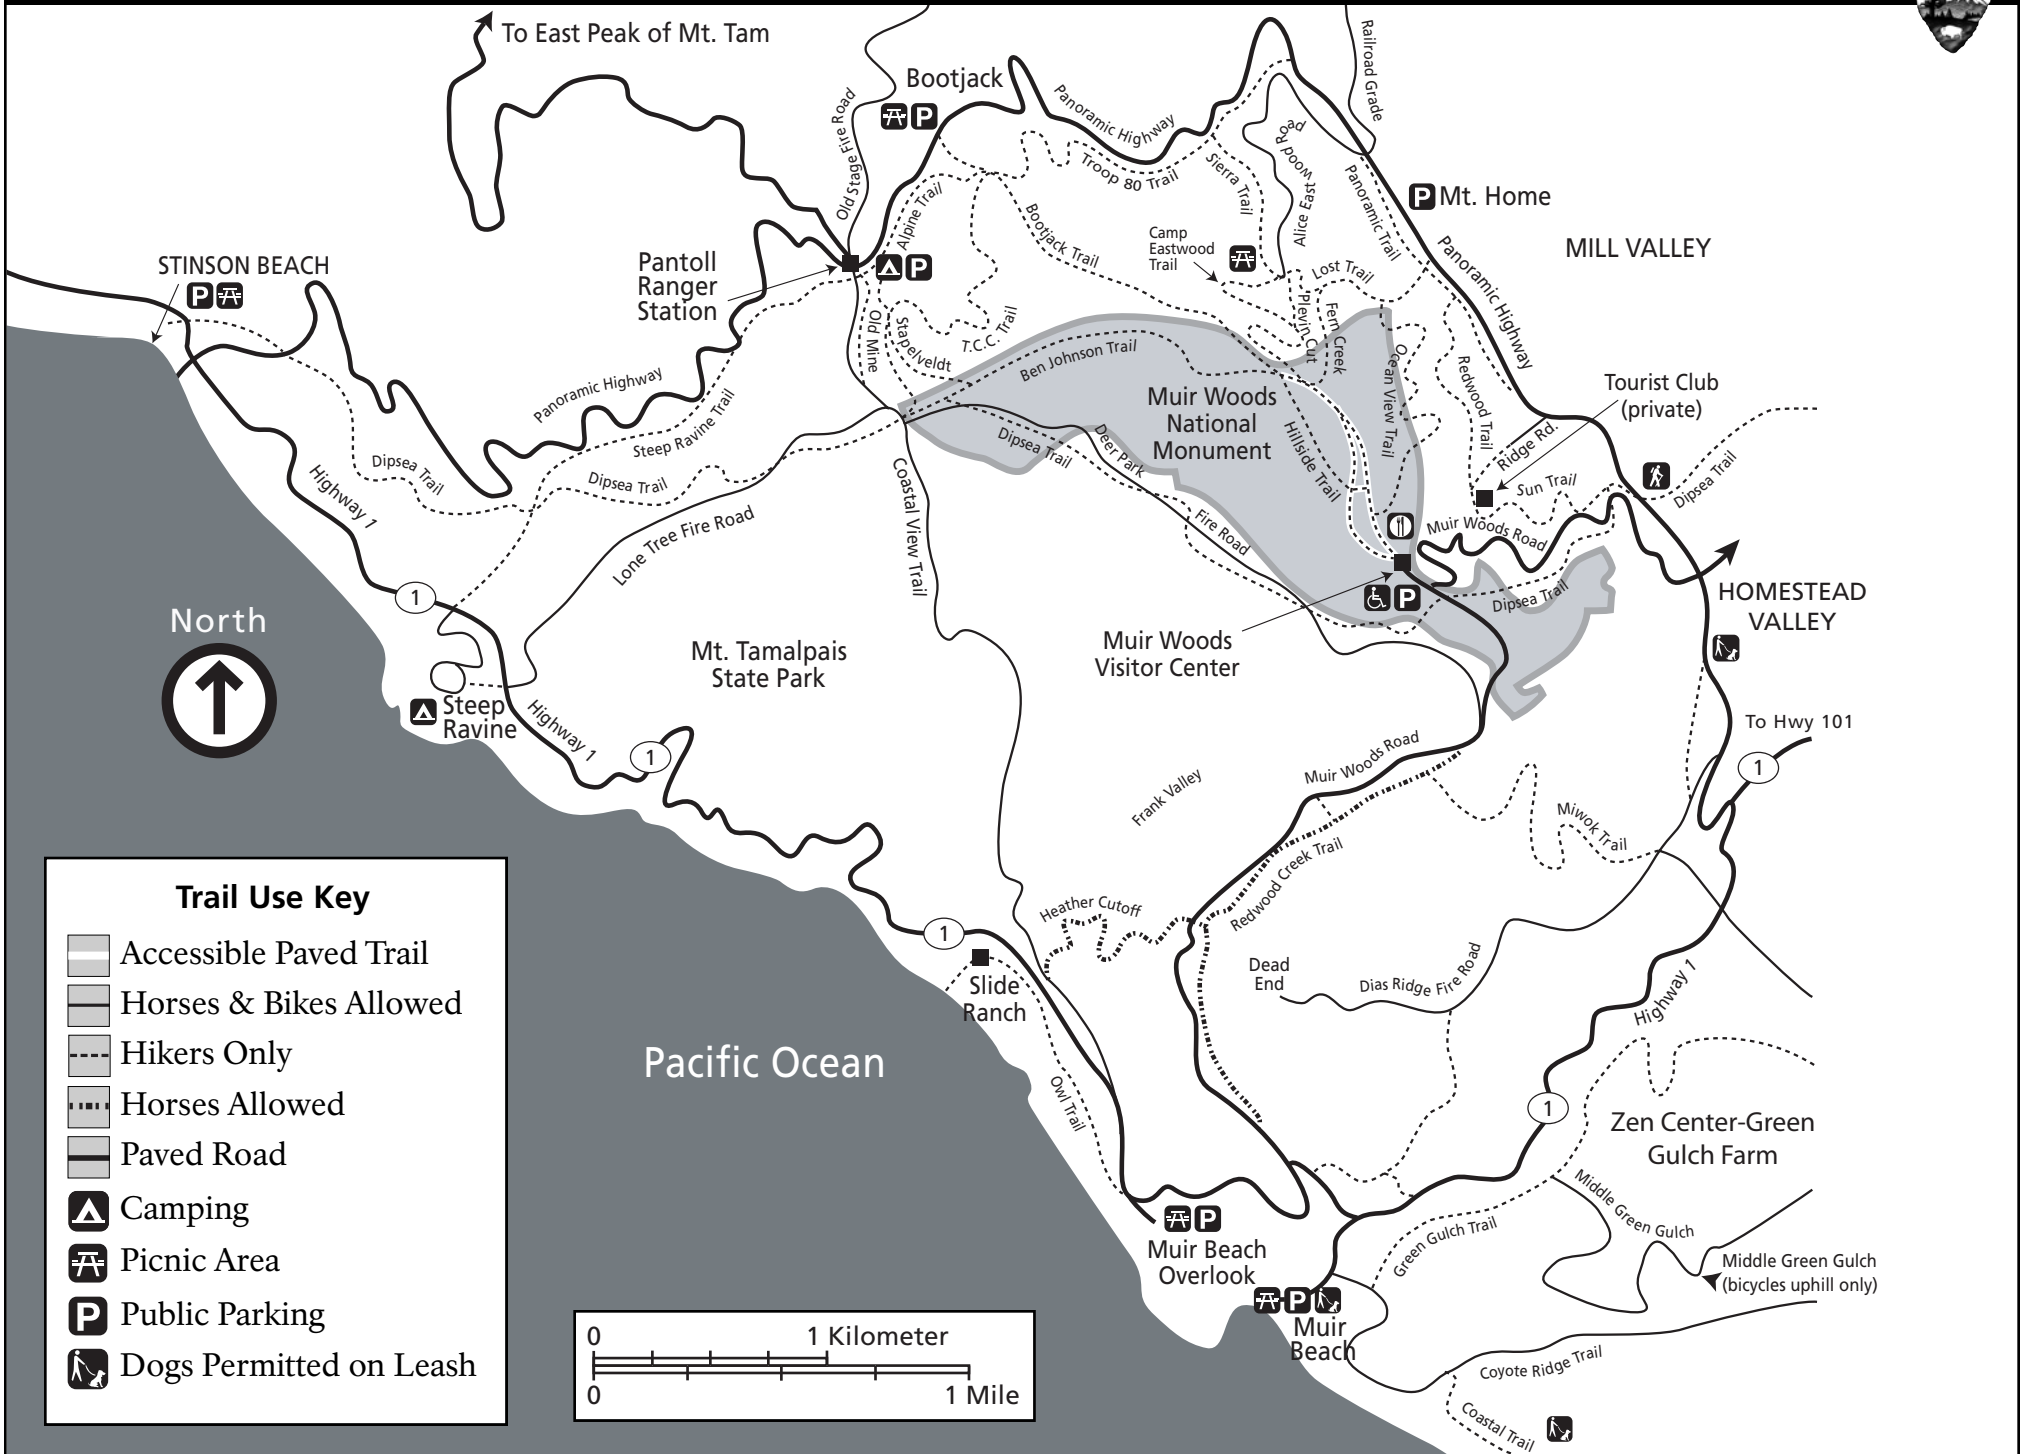 To East Peak of Mt. Tam
Bootjack
Old Stage Fire Road
Panoramic Highway
Railroad Grade
Troop 80 Trail
Sierra Trail
Alice Eastwood Road
Panoramic Trail
P Mt. Home
MILL VALLEY
Alpine Trail
Bootjack Trail
Camp
Eastwood
Trail
Lost Trail
Panoramic Highway
STINSON BEACH
P
Pantoll
Ranger
Station
P
Old Mine
Stapelveldt
T.C.C. Trail
Plevin Cut
Fern Creek
Ben Johnson Trail
Ocean View Trail
Redwood Trail
Tourist Club
(private)
Panoramic Highway
Steep Ravine Trail
Muir Woods
National
Monument
Hillside Trail
Ridge Rd.
Sun Trail
Dipsea Trail
Dipsea Trail
Highway 1
Dipsea Trail
Dipsea Trail
Deer Park
Fire Road
Coastal View Trail
Lone Tree Fire Road
Muir Woods Road
1
North
P
Dipsea Trail
HOMESTEAD
VALLEY
Mt. Tamalpais
State Park
Muir Woods
Visitor Center
Steep
Ravine
Highway 1
1
To Hwy 101
1
Muir Woods Road
Frank Valley
Miwok Trail
Redwood Creek Trail
Heather Cutoff
1
Slide
Ranch
Dead
End
Dias Ridge Fire Road
Highway 1
Pacific Ocean
Owl Trail
1
Zen Center-Green
Gulch Farm
Middle Green Gulch
Green Gulch Trail
Middle Green Gulch
(bicycles uphill only)
P
Muir Beach
Overlook
P
Muir
Beach
Coyote Ridge Trail
Coastal Trail
Trail Use Key
Accessible Paved Trail
Horses & Bikes Allowed
Hikers Only
Horses Allowed
Paved Road
Camping
Picnic Area
P Public Parking
Dogs Permitted on Leash
0 1 Kilometer
0 1 Mile